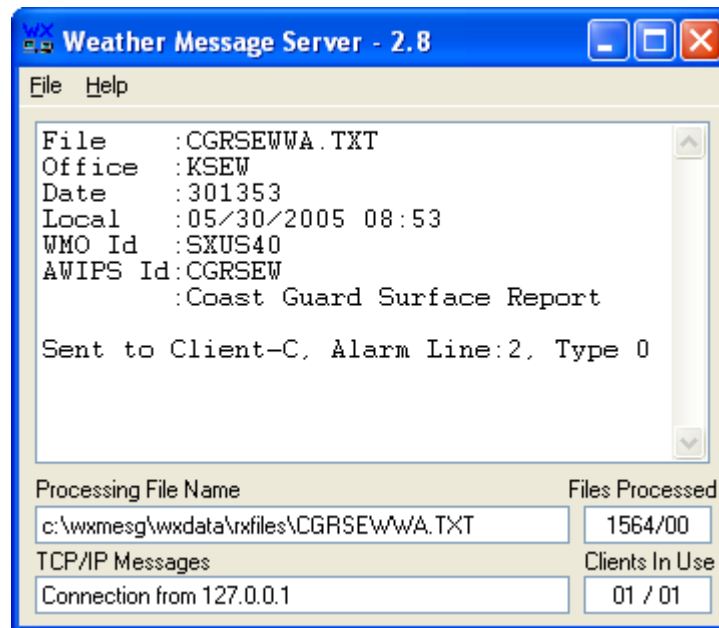 WX Weather Message Server - 2.8
File Help
File :CGRSEWWA.TXT
Office :KSEW
Date :301353
Local :05/30/2005 08:53
WMO Id :SXUS40
AWIPS Id:CGRSEW
:Coast Guard Surface Report
Sent to Client-C, Alarm Line:2, Type 0
Processing File Name Files Processed
c:\wxmesg\wxdata\rxfiles\CGRSEWWA.TXT 1564/00
TCP/IP Messages Clients In Use
Connection from 127.0.0.1 01 / 01